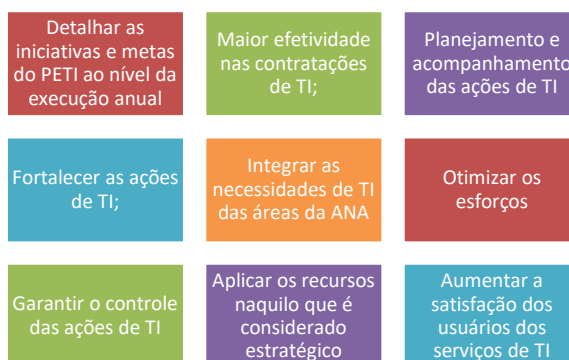 Detalhar as
iniciativas e metas
do PETI ao nível da
execução anual
Maior efetividade
nas contratações
de TI;
Planejamento e
acompanhamento
das ações de TI
Fortalecer as ações
de TI;
Integrar as
necessidades de TI
das áreas da ANA
Otimizar os
esforços
Garantir o controle
das ações de TI
Aplicar os recursos
naquilo que é
considerado
estratégico
Aumentar a
satisfação dos
usuários dos
serviços de TI